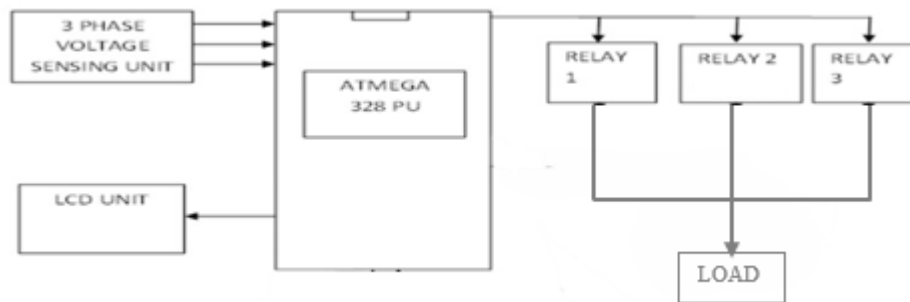 3 PHASE
VOLTAGE
SENSING UNIT
ATMEGA
328 PU
RELAY
1
RELAY 2
RELAY
3
LCD UNIT
LOAD